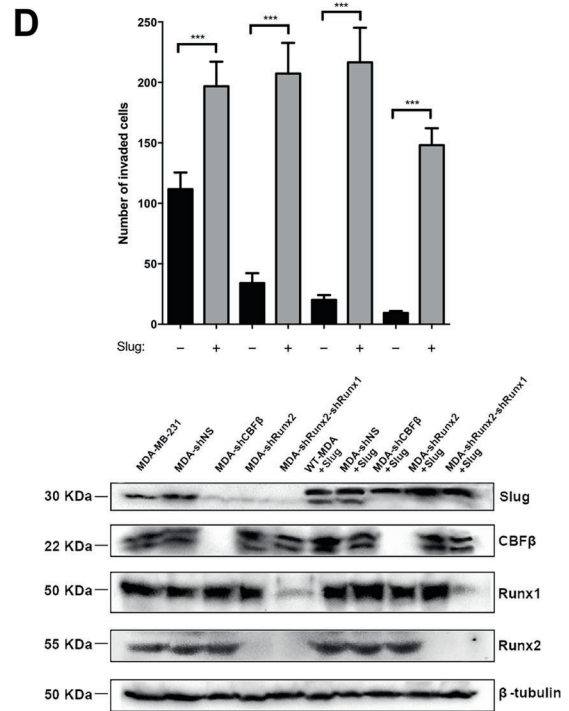 D
Number of invaded cells
250
200
150
100
50
0
*** *** *** ***
Slug: – + – + – + – +
MDA-MB-231
MDA-shNS
MDA-shCBFβ
MDA-shRunx2
MDA-shRunx2-shRunx1
WT-MDA
+Slug
MDA-shNS
+ Slug
MDA-shCBFβ
+ Slug
MDA-shRunx2
+Slug
MDA-shRunx2-shRunx1
+Slug
30 KDa Slug
22 KDa CBFβ
50 KDa Runx1
55 KDa Runx2
50 KDa β-tubulin